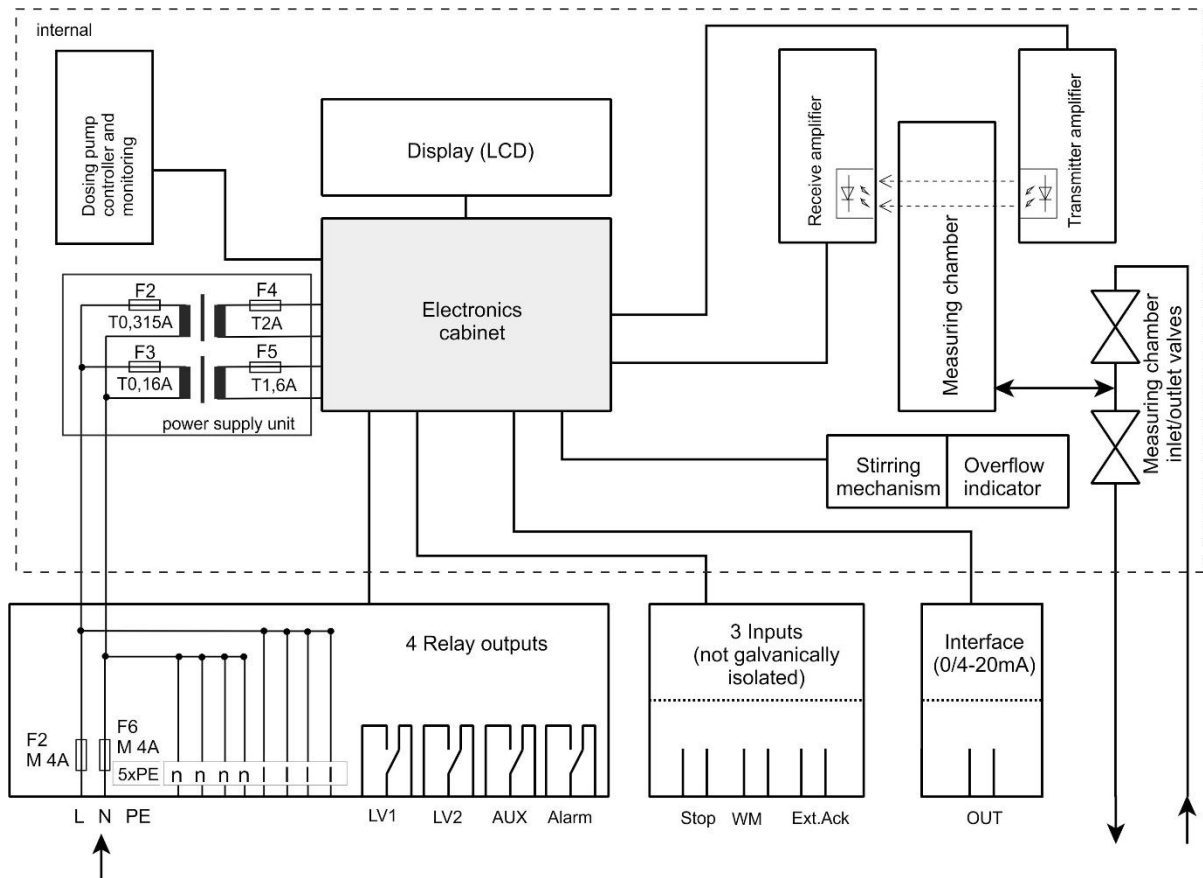 internal
Dosing pump
controller and
monitoring
Display (LCD)
Receive amplifier
Transmitter amplifier
Measuring chamber
Electronics
cabinet
F2
T0,315A
F4
T2A
F3
T0,16A
F5
T1,6A
power supply unit
Measuring chamber
inlet/outlet valves
Stirring
mechanism
Overflow
indicator
4 Relay outputs
3 Inputs
(not galvanically
isolated)
Interface
(0/4-20mA)
F2
M 4A
F6
M 4A
5xPE n n n n l l l l
L N PE
LV1 LV2 AUX Alarm
Stop WM Ext.Ack
OUT